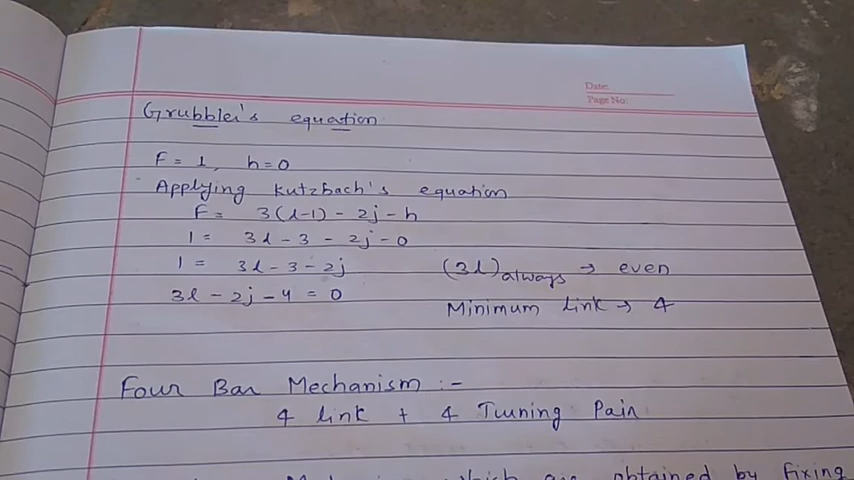 Date:
Page No:
Grubbler's equation
F = 1, h=0
Applying Kutzbach's equation
F = 3(l-1) - 2j - h
1 = 3l - 3 - 2j - 0
1 = 3l - 3 - 2j
(3l) always → even
3l - 2j - 4 = 0
Minimum link → 4
Four Bar Mechanism :-
4 link + 4 Turning Pair
which are obtained by fixing